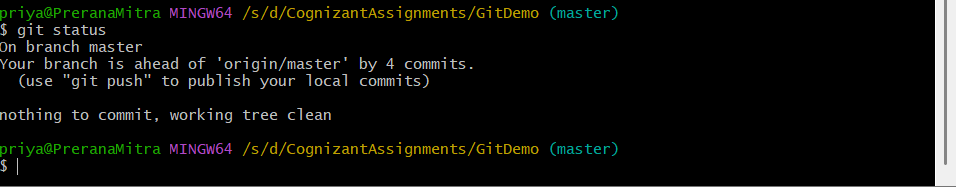 priya@PreranaMitra MINGW64 /s/d/CognizantAssignments/GitDemo (master)
$ git status
On branch master
Your branch is ahead of 'origin/master' by 4 commits.
  (use "git push" to publish your local commits)

nothing to commit, working tree clean

priya@PreranaMitra MINGW64 /s/d/CognizantAssignments/GitDemo (master)
$